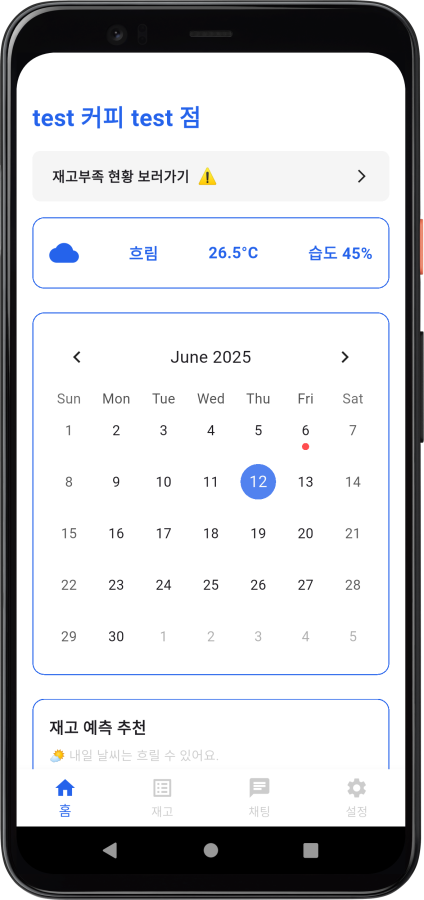 test 커피 test 점
재고부족 현황 보러가기 ⚠️
흐림 26.5°C 습도 45%
June 2025
Sun Mon Tue Wed Thu Fri Sat
1 2 3 4 5 6 7
8 9 10 11 12 13 14
15 16 17 18 19 20 21
22 23 24 25 26 27 28
29 30 1 2 3 4 5
재고 예측 추천
🌥️ 내일 날씨는 흐릴 수 있어요.
홈 재고 채팅 설정